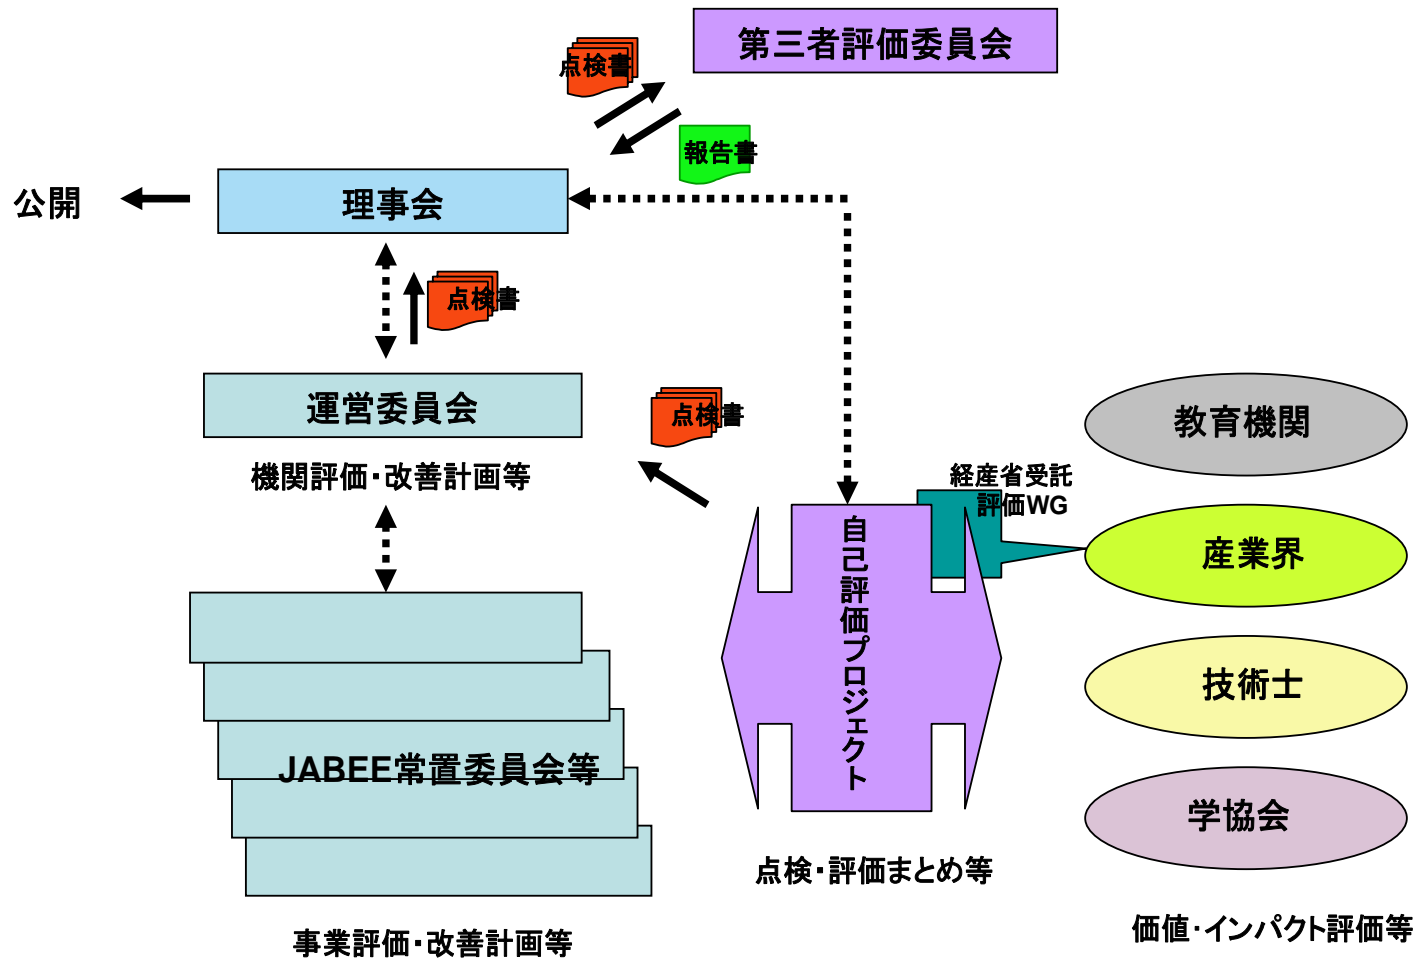 第三者評価委員会
点検書
報告書
公開
理事会
点検書
運営委員会
機関評価・改善計画等
点検書
教育機関
経産省受託
評価WG
産業界
自己評価プロジェクト
技術士
JABEE常置委員会等
学協会
点検・評価まとめ等
事業評価・改善計画等
価値・インパクト評価等